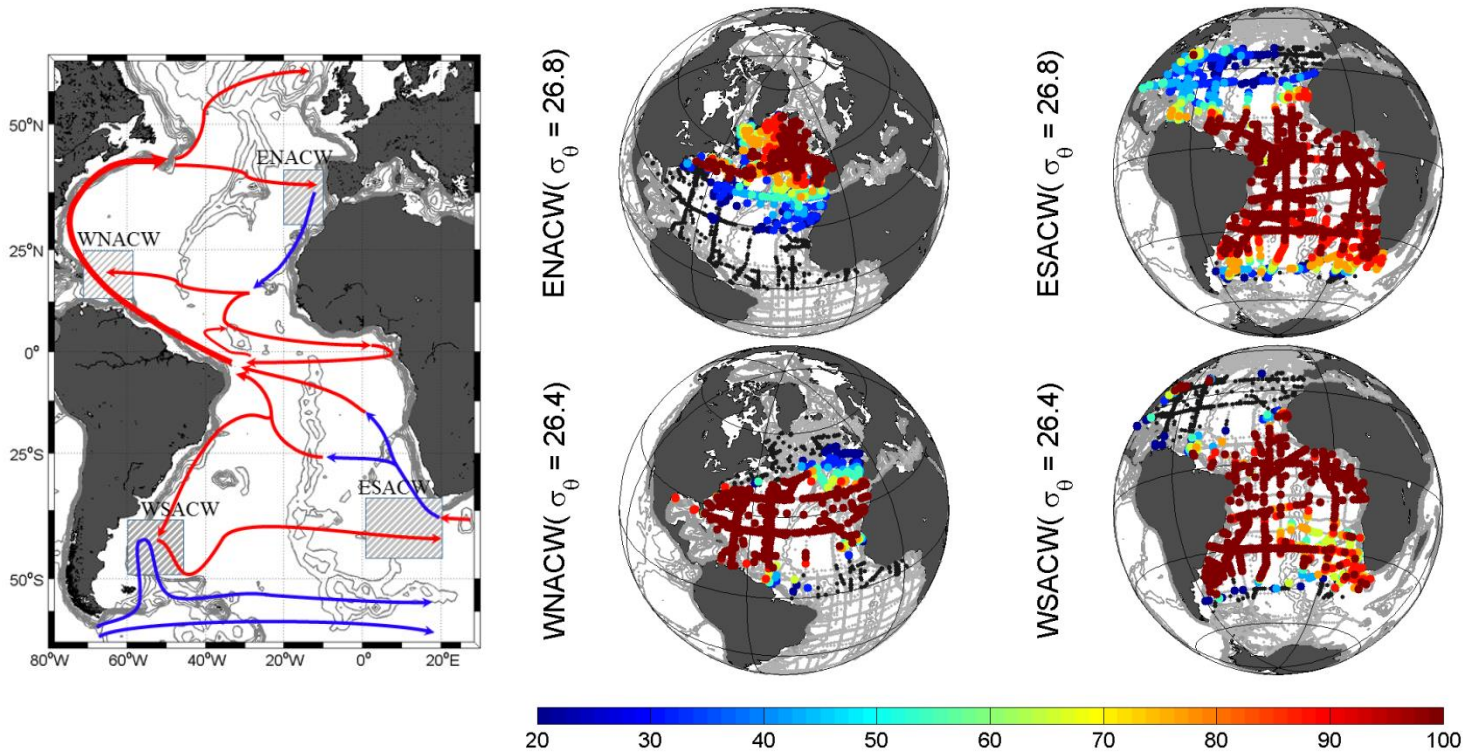 50°N
25°N
0°
25°S
50°S
80°W
60°W
40°W
20°W
0°
20°E
ENACW
WNACW
WSACW
ESACW
ENACW( σθ = 26.8)
ESACW( σθ = 26.8)
WNACW( σθ = 26.4)
WSACW( σθ = 26.4)
20
30
40
50
60
70
80
90
100